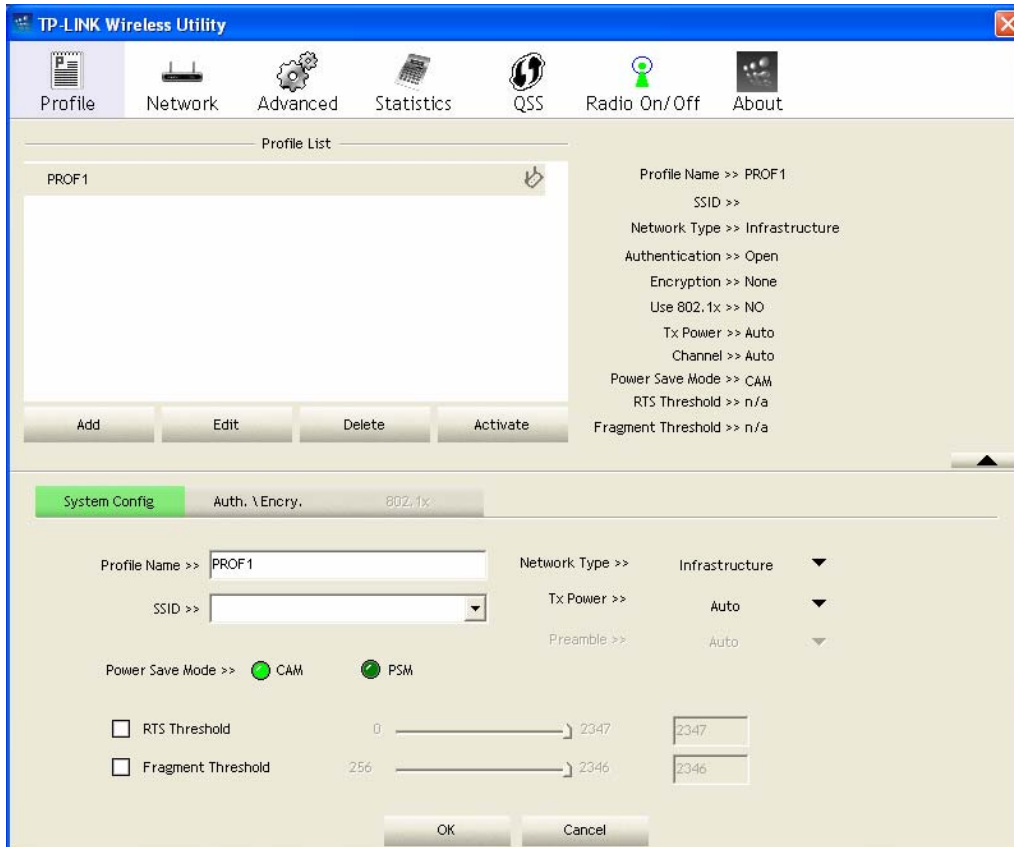 TP-LINK Wireless Utility
Profile Network Advanced Statistics QSS Radio On/Off About
Profile List
PROF1
Profile Name >> PROF1
SSID >>
Network Type >> Infrastructure
Authentication >> Open
Encryption >> None
Use 802.1x >> NO
Tx Power >> Auto
Channel >> Auto
Power Save Mode >> CAM
RTS Threshold >> n/a
Fragment Threshold >> n/a
Add Edit Delete Activate
System Config Auth. \ Encry. 802.1x
Profile Name >> PROF1
Network Type >> Infrastructure
SSID >>
Tx Power >> Auto
Preamble >> Auto
Power Save Mode >> CAM PSM
RTS Threshold 0 2347 2347
Fragment Threshold 256 2346 2346
OK Cancel